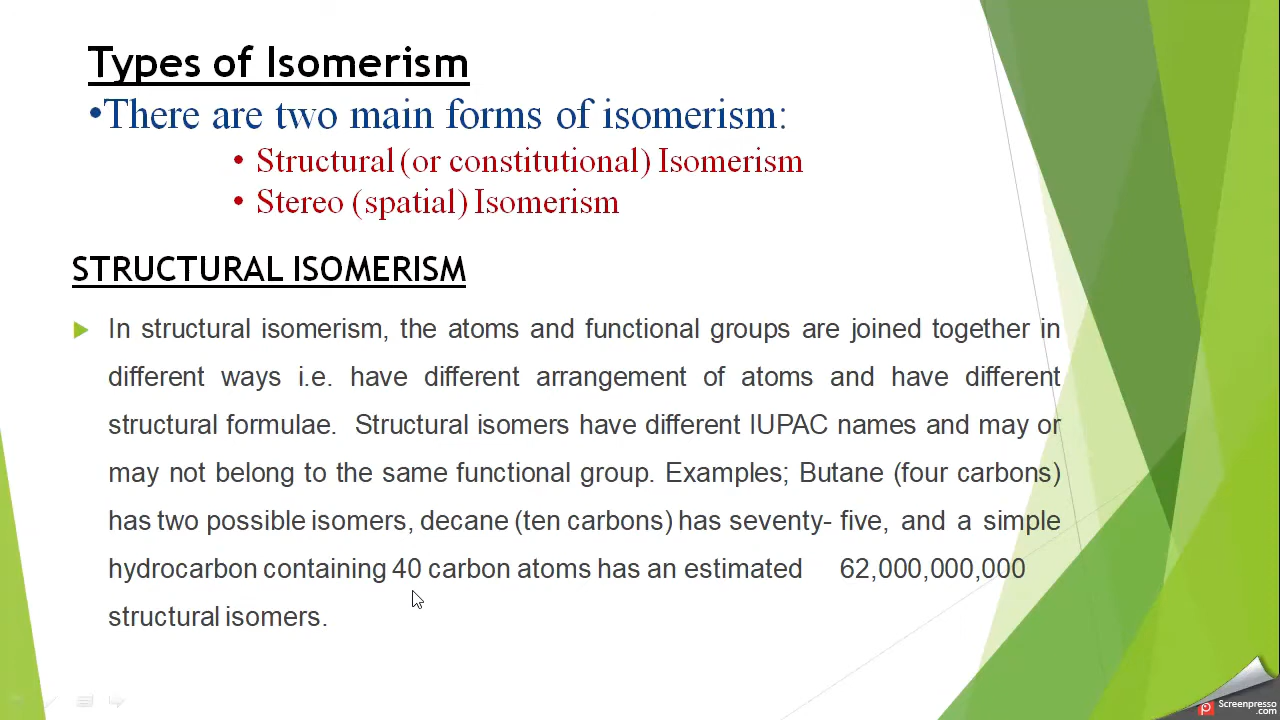 Types of Isomerism
•There are two main forms of isomerism:
• Structural (or constitutional) Isomerism
• Stereo (spatial) Isomerism
STRUCTURAL ISOMERISM
In structural isomerism, the atoms and functional groups are joined together in
different ways i.e. have different arrangement of atoms and have different
structural formulae. Structural isomers have different IUPAC names and may or
may not belong to the same functional group. Examples; Butane (four carbons)
has two possible isomers, decane (ten carbons) has seventy- five, and a simple
hydrocarbon containing 40 carbon atoms has an estimated 62,000,000,000
structural isomers.
Screenpresso
.com